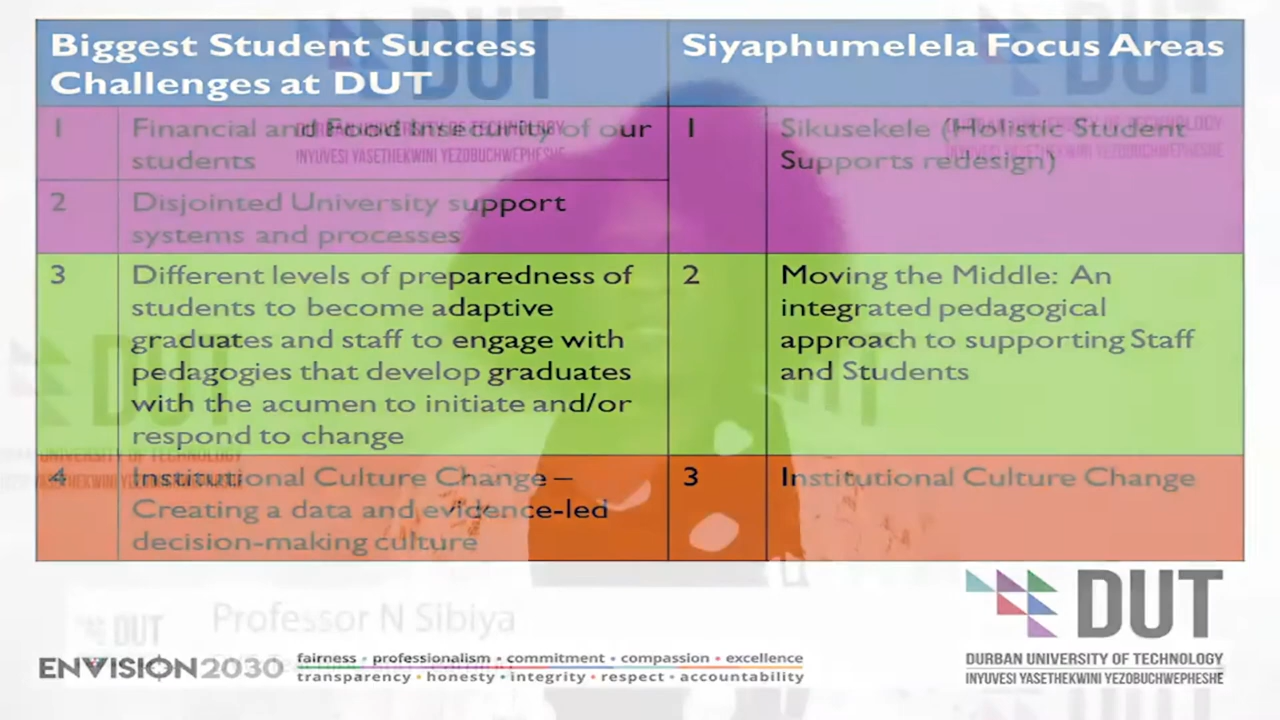 Biggest Student Success
Challenges at DUT
Siyaphumelela Focus Areas
1
Financial and Food Insecurity of our
students
1
Sikusekele (Holistic Student
Supports redesign)
2
Disjointed University support
systems and processes
3
Different levels of preparedness of
students to become adaptive
graduates and staff to engage with
pedagogies that develop graduates
with the acumen to initiate and/or
respond to change
2
Moving the Middle: An
integrated pedagogical
approach to supporting Staff
and Students
4
Institutional Culture Change –
Creating a data and evidence-led
decision-making culture
3
Institutional Culture Change
DUT
INYUVESI YASETHEKWINI YEZOBUCHWEPHESHE
DUT
Professor N Sibiya
ENVISION2030
fairness • professionalism • commitment • compassion • excellence
transparency • honesty • integrity • respect • accountability
DUT
DURBAN UNIVERSITY OF TECHNOLOGY
INYUVESI YASETHEKWINI YEZOBUCHWEPHESHE